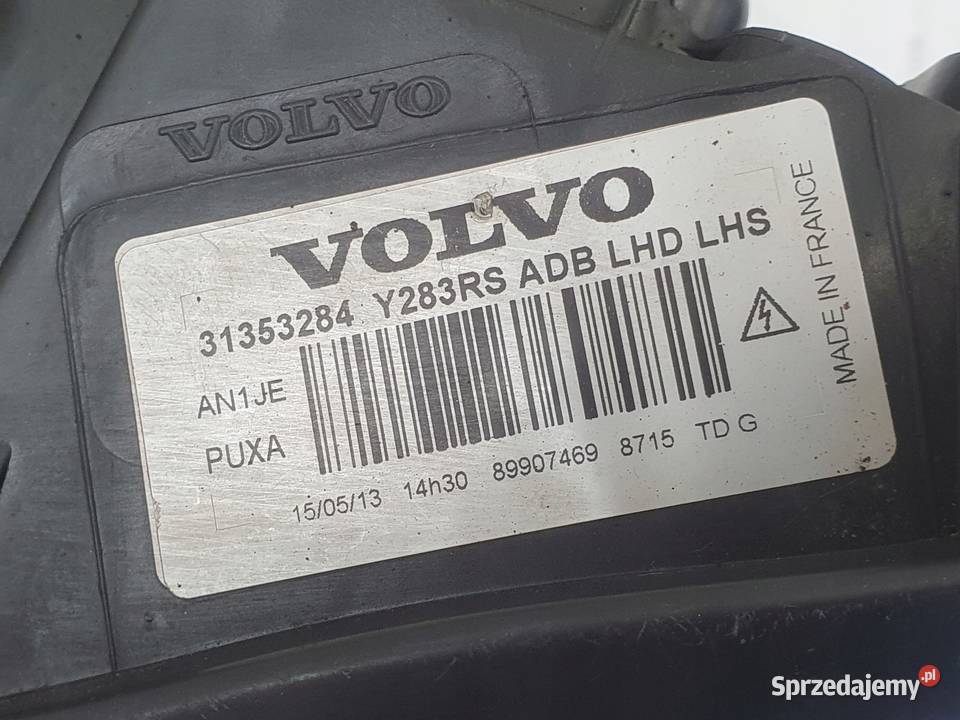 VOLVO
VOLVO
31353284 Y283RS ADB LHD LHS
AN1JE
PUXA
15/05/13 14h30 89907469 8715 TD G
MADE IN FRANCE
Sprzedajemy.pl